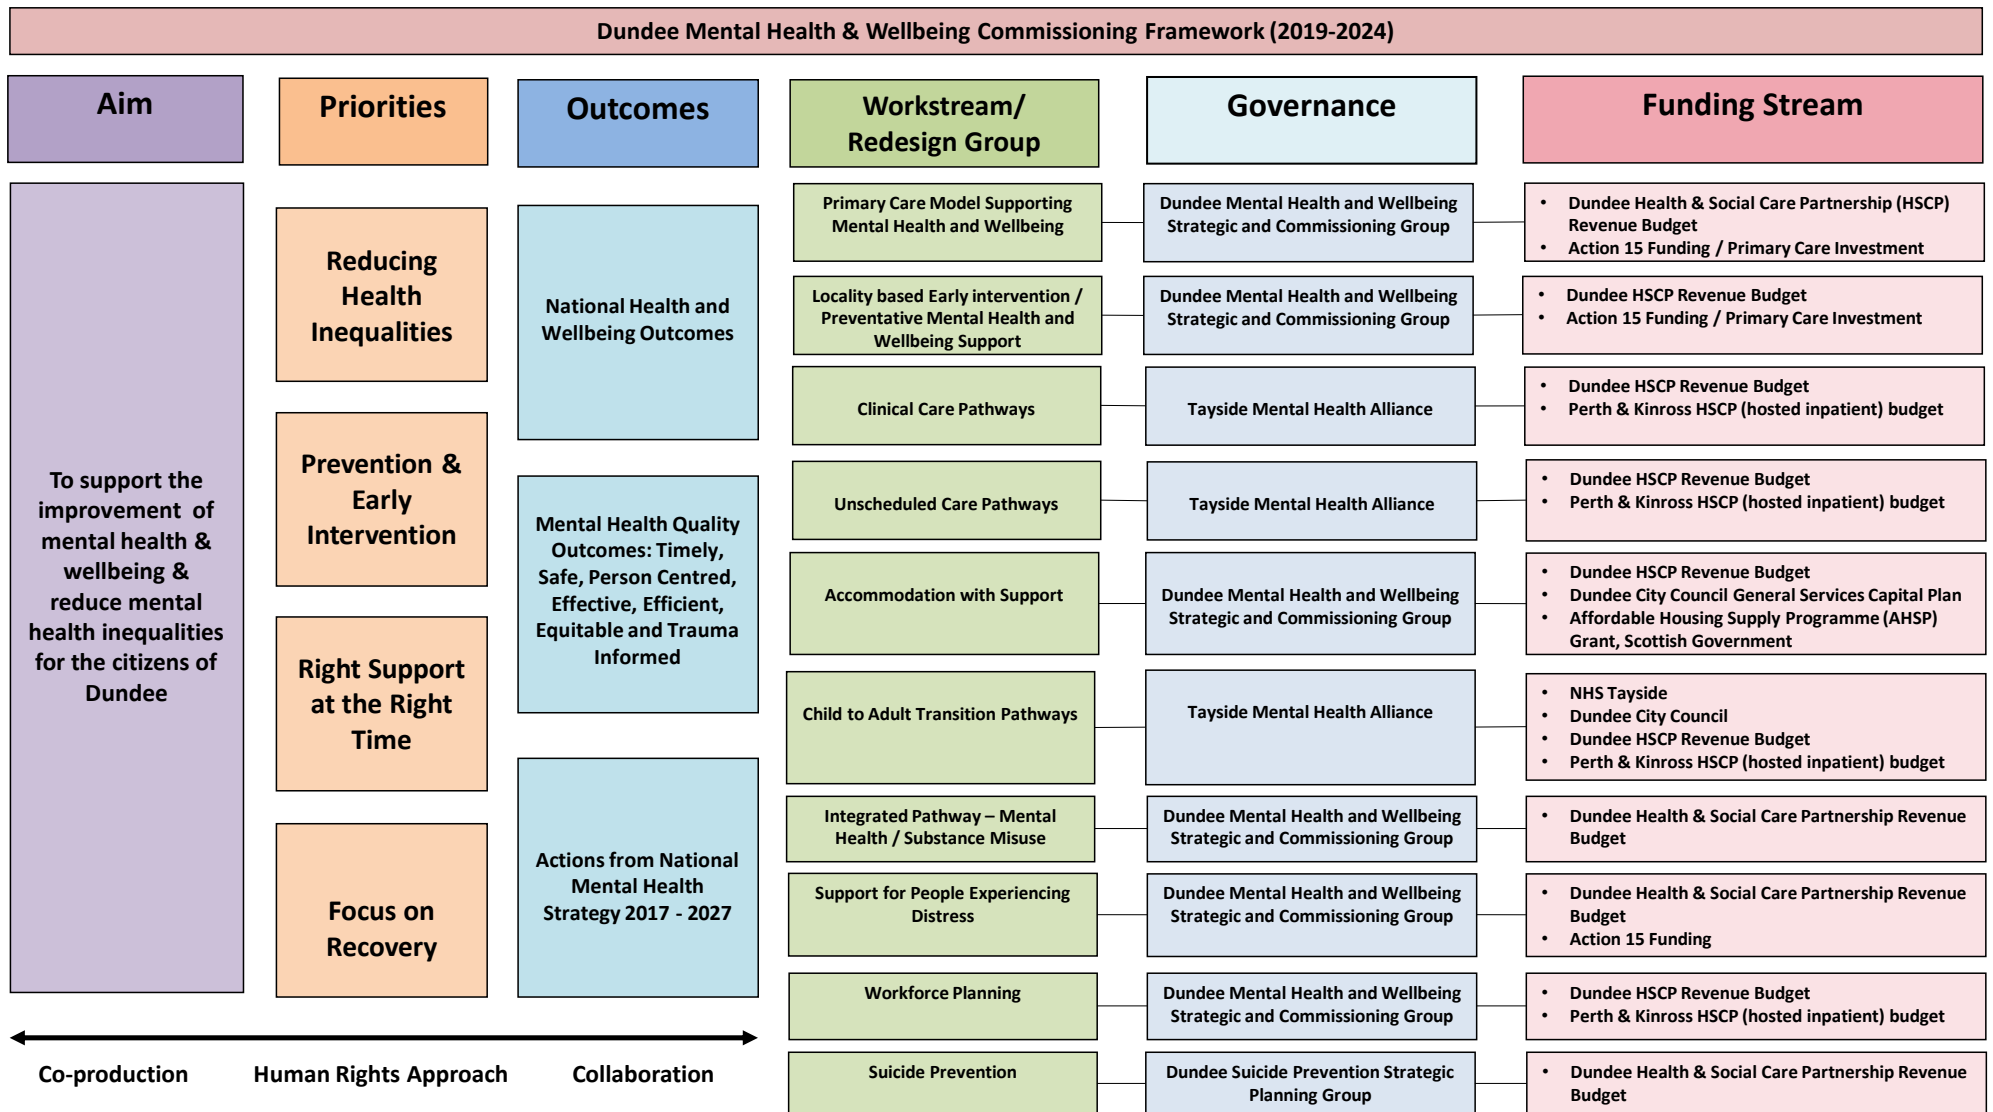 Dundee Mental Health & Wellbeing Commissioning Framework (2019-2024)
Aim
Priorities
Outcomes
Workstream/
Redesign Group
Governance
Funding Stream
To support the
improvement of
mental health &
wellbeing &
reduce mental
health inequalities
for the citizens of
Dundee
Reducing
Health
Inequalities
Prevention &
Early
Intervention
Right Support
at the Right
Time
Focus on
Recovery
National Health and
Wellbeing Outcomes
Mental Health Quality
Outcomes: Timely,
Safe, Person Centred,
Effective, Efficient,
Equitable and Trauma
Informed
Actions from National
Mental Health
Strategy 2017 - 2027
Primary Care Model Supporting
Mental Health and Wellbeing
Dundee Mental Health and Wellbeing
Strategic and Commissioning Group
• Dundee Health & Social Care Partnership (HSCP)
Revenue Budget
• Action 15 Funding / Primary Care Investment
Locality based Early intervention /
Preventative Mental Health and
Wellbeing Support
Dundee Mental Health and Wellbeing
Strategic and Commissioning Group
• Dundee HSCP Revenue Budget
• Action 15 Funding / Primary Care Investment
Clinical Care Pathways
Tayside Mental Health Alliance
• Dundee HSCP Revenue Budget
• Perth & Kinross HSCP (hosted inpatient) budget
Unscheduled Care Pathways
Tayside Mental Health Alliance
• Dundee HSCP Revenue Budget
• Perth & Kinross HSCP (hosted inpatient) budget
Accommodation with Support
Dundee Mental Health and Wellbeing
Strategic and Commissioning Group
• Dundee HSCP Revenue Budget
• Dundee City Council General Services Capital Plan
• Affordable Housing Supply Programme (AHSP)
Grant, Scottish Government
Child to Adult Transition Pathways
Tayside Mental Health Alliance
• NHS Tayside
• Dundee City Council
• Dundee HSCP Revenue Budget
• Perth & Kinross HSCP (hosted inpatient) budget
Integrated Pathway – Mental
Health / Substance Misuse
Dundee Mental Health and Wellbeing
Strategic and Commissioning Group
• Dundee Health & Social Care Partnership Revenue
Budget
Support for People Experiencing
Distress
Dundee Mental Health and Wellbeing
Strategic and Commissioning Group
• Dundee Health & Social Care Partnership Revenue
Budget
• Action 15 Funding
Workforce Planning
Dundee Mental Health and Wellbeing
Strategic and Commissioning Group
• Dundee HSCP Revenue Budget
• Perth & Kinross HSCP (hosted inpatient) budget
Suicide Prevention
Dundee Suicide Prevention Strategic
Planning Group
• Dundee Health & Social Care Partnership Revenue
Budget
Co-production
Human Rights Approach
Collaboration